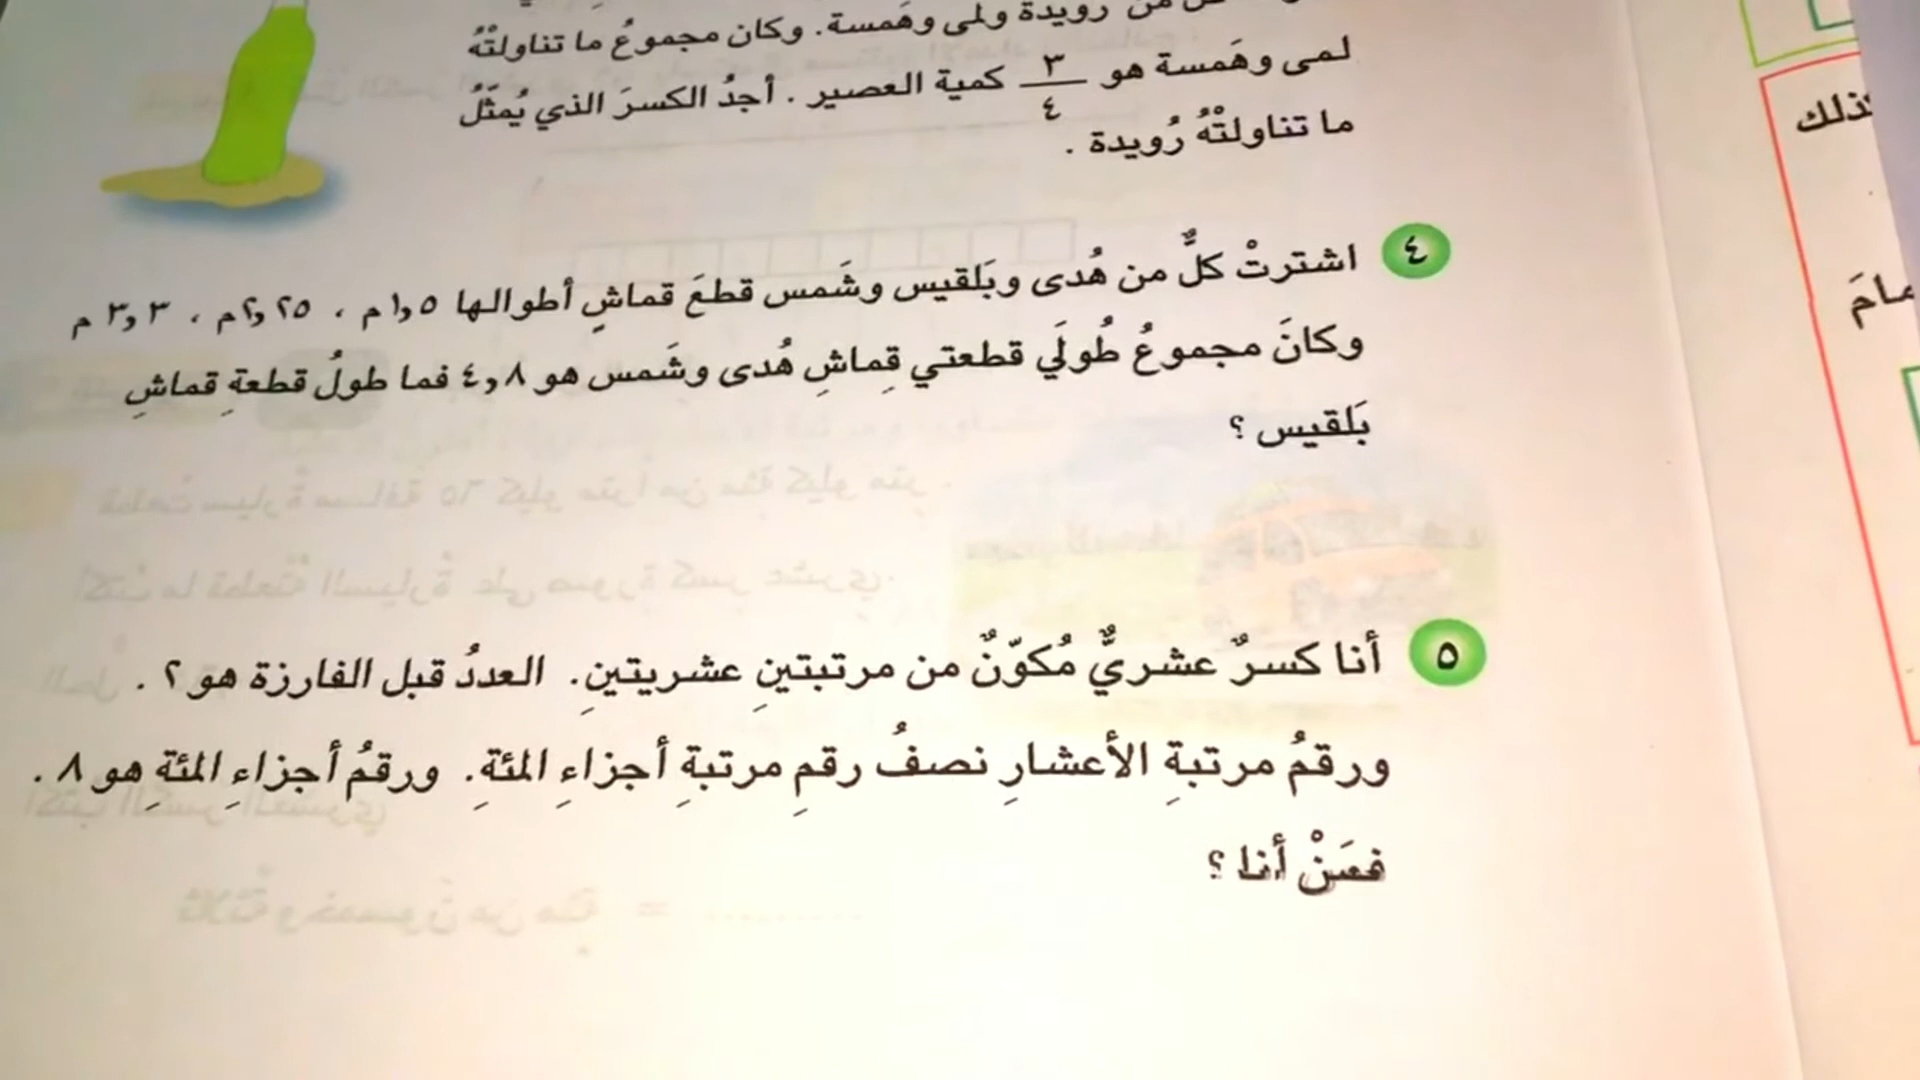 من رويدة ولمى وهَمسة. وكان مجموعُ ما تناولتْهُ
لمى وهَمسة هو ٣/٤ كمية العصير . أجدُ الكسرَ الذي يُمثّلُ
ما تناولتْهُ رُويدة .
٤ اشترتْ كلٌّ من هُدى وبَلقيس وشَمس قطعَ قماشٍ أطوالها ١,٥ م ، ٢,٢٥ م ، ٣,٣ م
وكانَ مجموعُ طُولَي قطعتي قِماشِ هُدى وشَمس هو ٤,٨ فما طولُ قطعةِ قماشِ
بَلقيس ؟
٥ أنا كسرٌ عشريٌّ مُكوّنٌ من مرتبتينِ عشريتينِ. العددُ قبل الفارزة هو ٢ .
ورقمُ مرتبةِ الأعشارِ نصفُ رقمِ مرتبةِ أجزاءِ المئةِ. ورقمُ أجزاءِ المئةِ هو ٨ .
فمَنْ أنا ؟